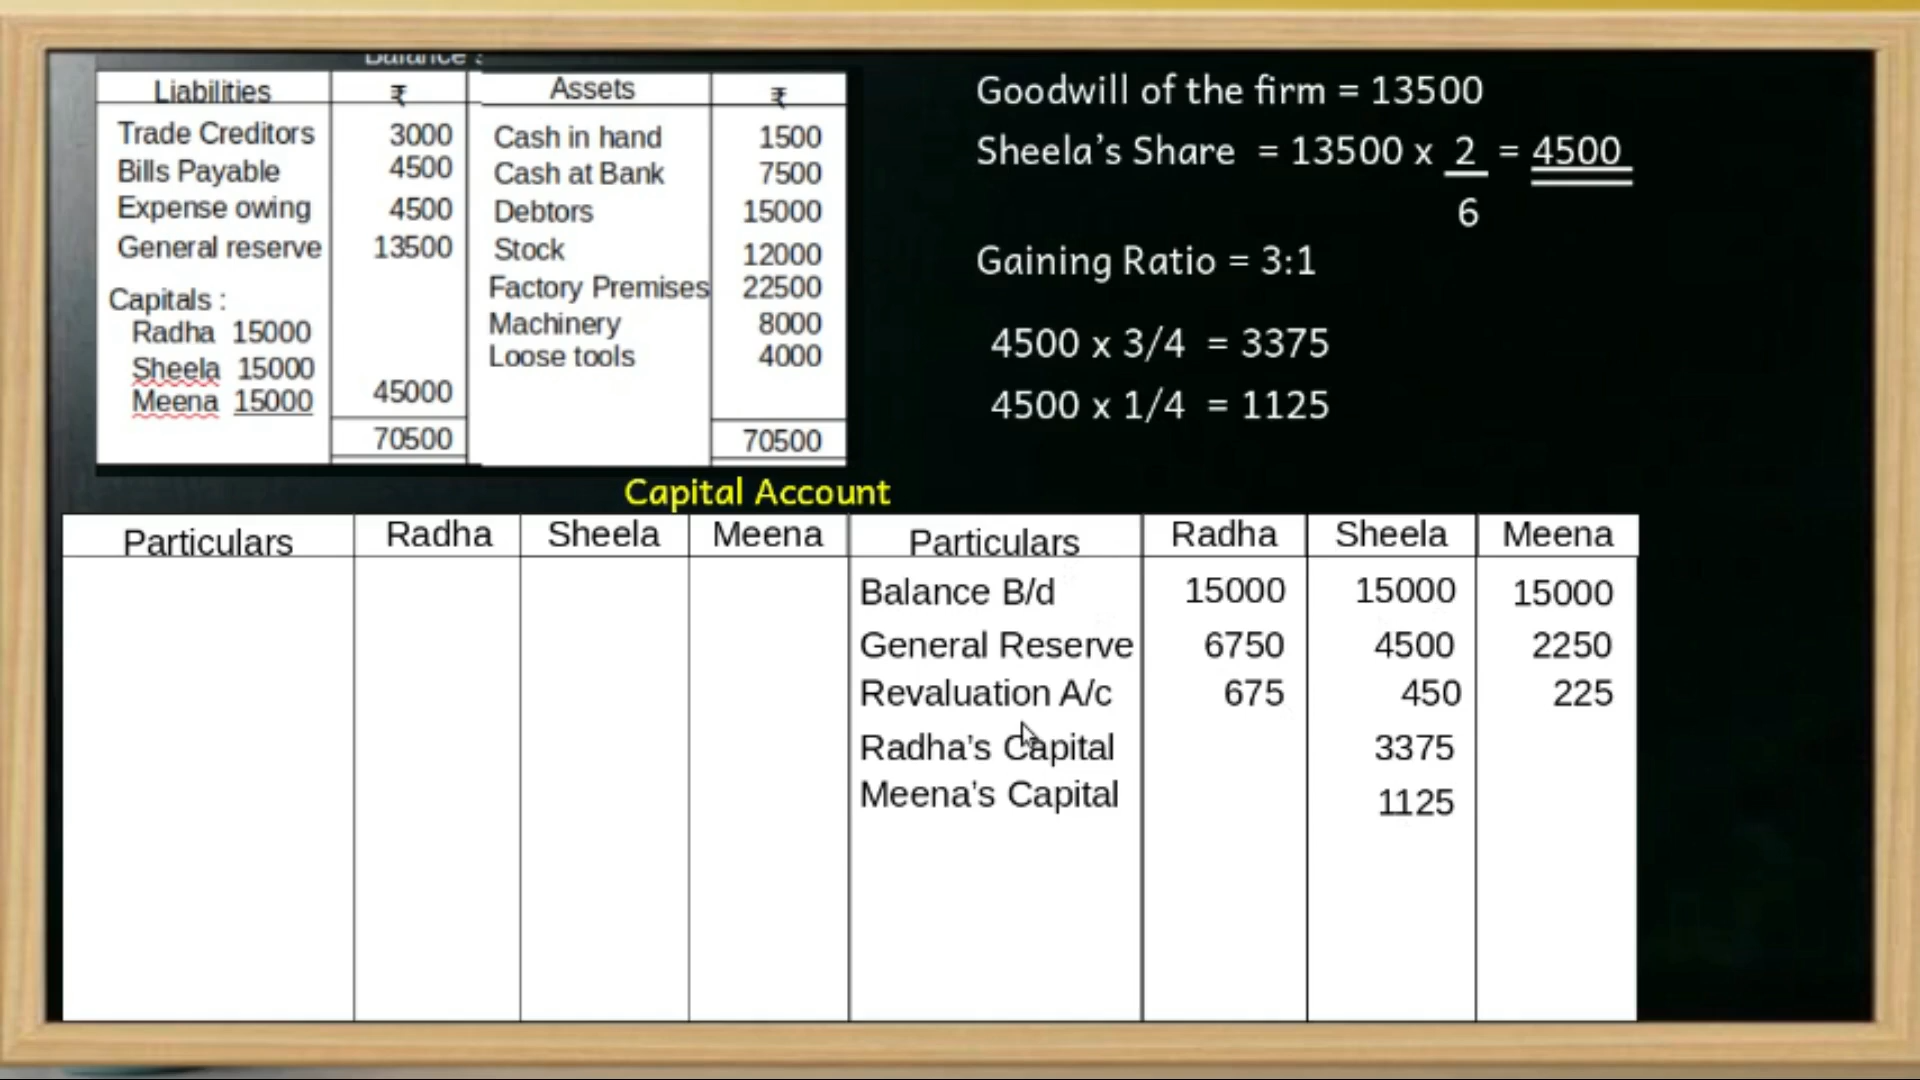 Balance
Liabilities ₹ Assets ₹
Trade Creditors 3000 Cash in hand 1500
Bills Payable 4500 Cash at Bank 7500
Expense owing 4500 Debtors 15000
General reserve 13500 Stock 12000
Factory Premises 22500
Capitals :
Radha 15000 Machinery 8000
Sheela 15000 Loose tools 4000
Meena 15000 45000
70500 70500
Goodwill of the firm = 13500
Sheela’s Share = 13500 x 2 = 4500
6
Gaining Ratio = 3:1
4500 x 3/4 = 3375
4500 x 1/4 = 1125
Capital Account
Particulars Radha Sheela Meena Particulars Radha Sheela Meena
Balance B/d 15000 15000 15000
General Reserve 6750 4500 2250
Revaluation A/c 675 450 225
Radha’s Capital 3375
Meena’s Capital 1125